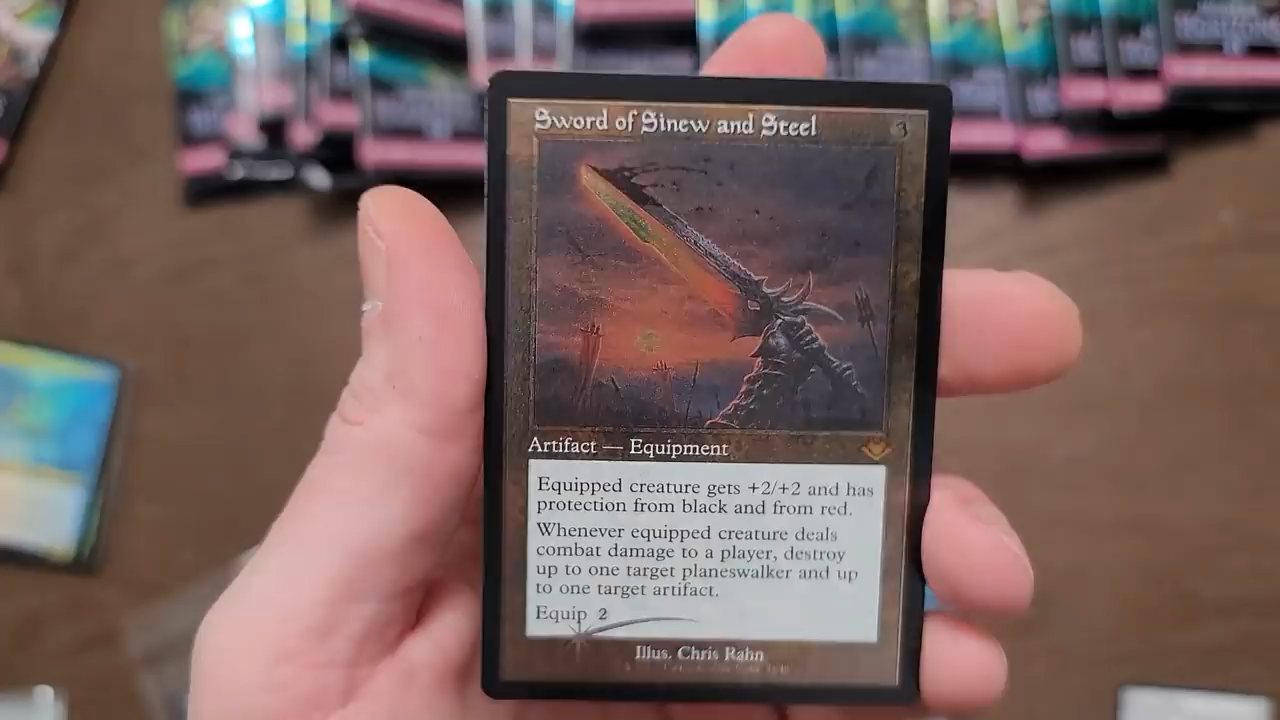 Sword of Sinew and Steel
3
Artifact — Equipment
Equipped creature gets +2/+2 and has
protection from black and from red.
Whenever equipped creature deals
combat damage to a player, destroy
up to one target planeswalker and up
to one target artifact.
Equip 2
Illus. Chris Rahn